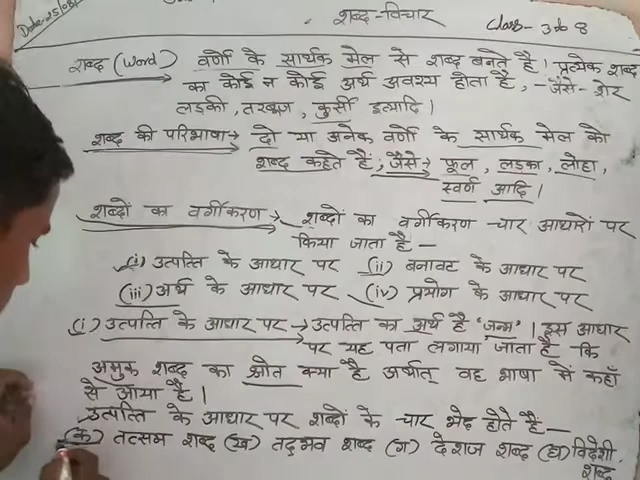 शब्द-विचार
Class- 3 to 8
शब्द (Word) वर्णो के सार्थक मेल से शब्द बनते है। प्रत्येक शब्द
का कोई न कोई अर्थ अवश्य होता है, -जैसे- शेर
लड़की, तरबूज, कुर्सी इत्यादि।
शब्द की परिभाषा→ दो या अनेक वर्णो के सार्थक मेल को
शब्द कहते हैं, जैसे→ फूल, लड़का, लोहा,
स्वर्ण आदि।
शब्दों का वर्गीकरण→ शब्दों का वर्गीकरण चार आधारों पर
किया जाता है —
(i) उत्पत्ति के आधार पर (ii) बनावट के आधार पर
(iii) अर्थ के आधार पर (iv) प्रयोग के आधार पर
(i) उत्पत्ति के आधार पर → उत्पत्ति का अर्थ है 'जन्म'। इस आधार
पर यह पता लगाया जाता है कि
अमुक शब्द का स्रोत क्या है अर्थात् वह भाषा में कहाँ
से आया है।
उत्पत्ति के आधार पर शब्दों के चार भेद होते हैं—
(क) तत्सम शब्द (ख) तद्भव शब्द (ग) देशज शब्द (घ) विदेशी
शब्द